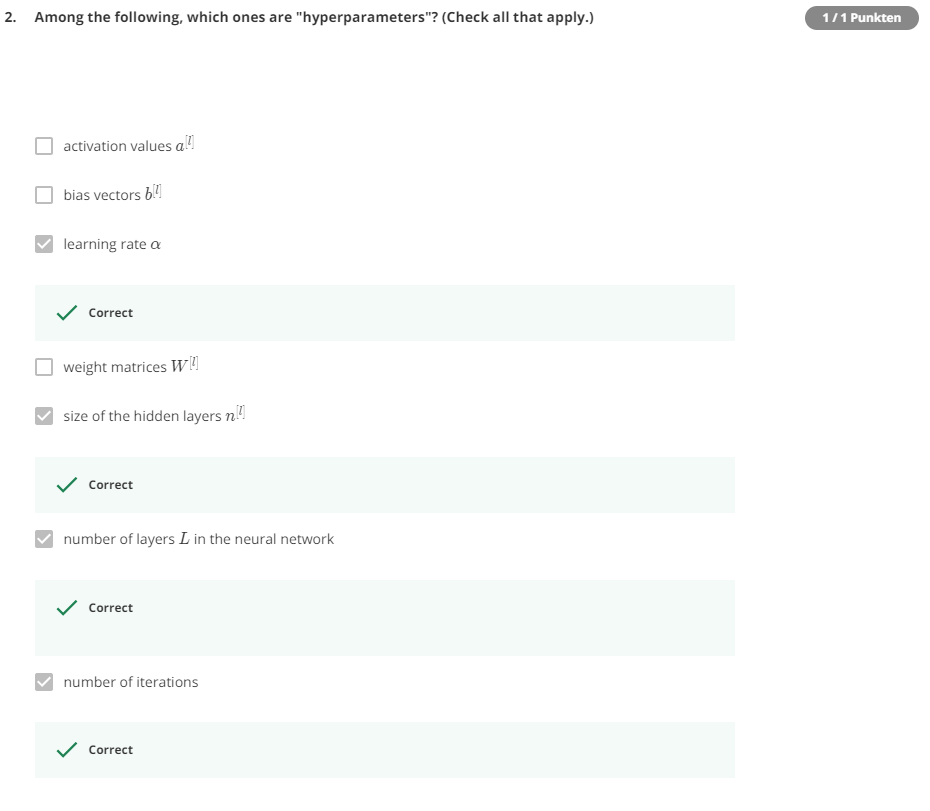 2. Among the following, which ones are "hyperparameters"? (Check all that apply.)
1 / 1 Punkten
activation values a[l]
bias vectors b[l]
learning rate α
Correct
weight matrices W[l]
size of the hidden layers n[l]
Correct
number of layers L in the neural network
Correct
number of iterations
Correct